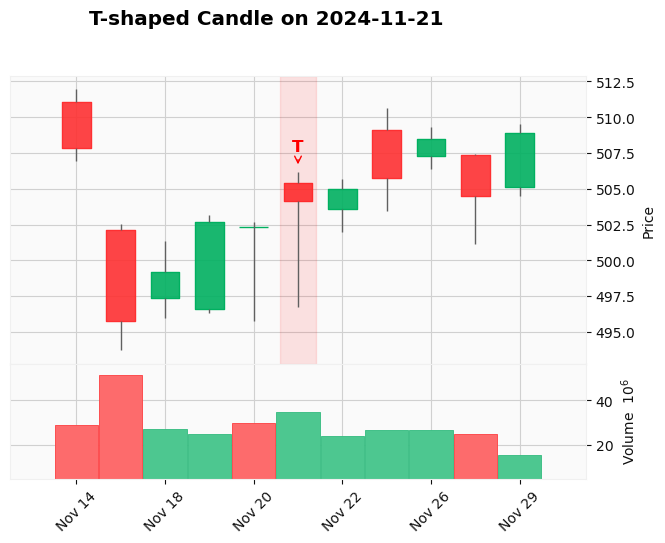 T-shaped Candle on 2024-11-21
T
512.5
510.0
507.5
505.0
502.5
500.0
497.5
495.0
Price
40
20
Volume 10^6
Nov 14
Nov 18
Nov 20
Nov 22
Nov 26
Nov 29